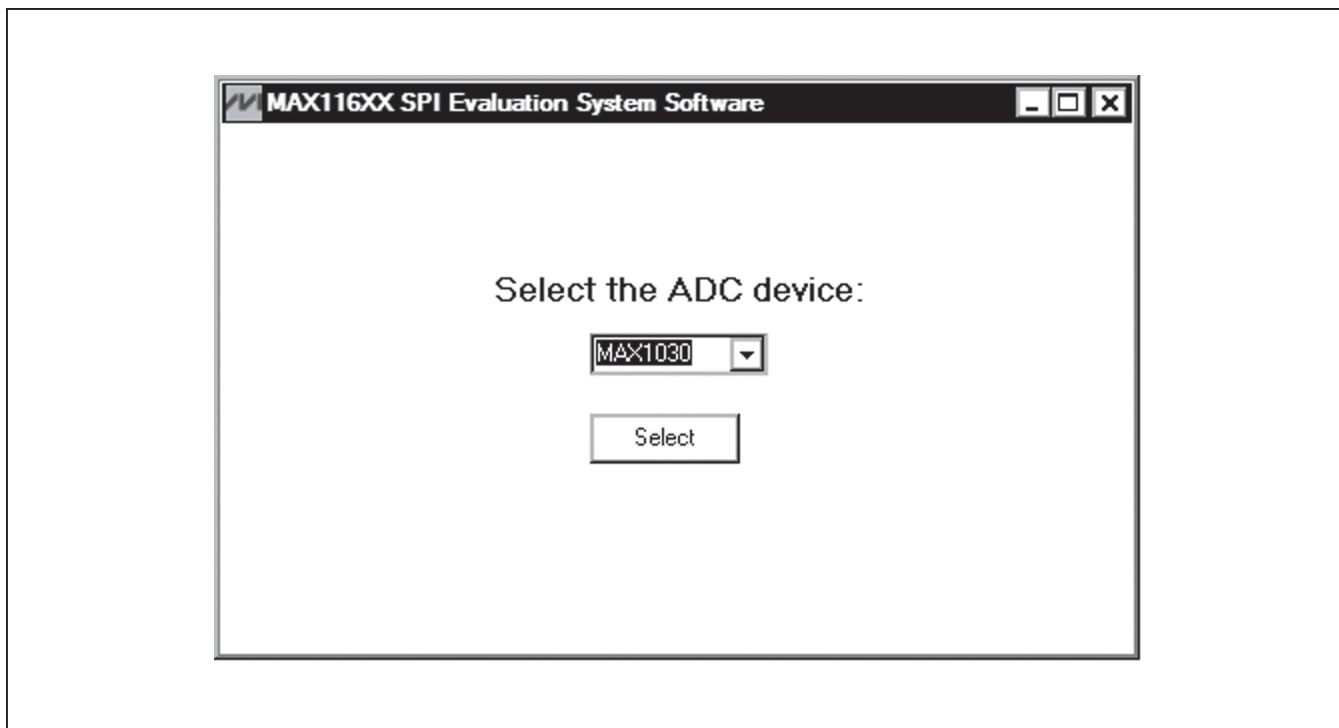 MAX116XX SPI Evaluation System Software
Select the ADC device:
MAX1030
Select